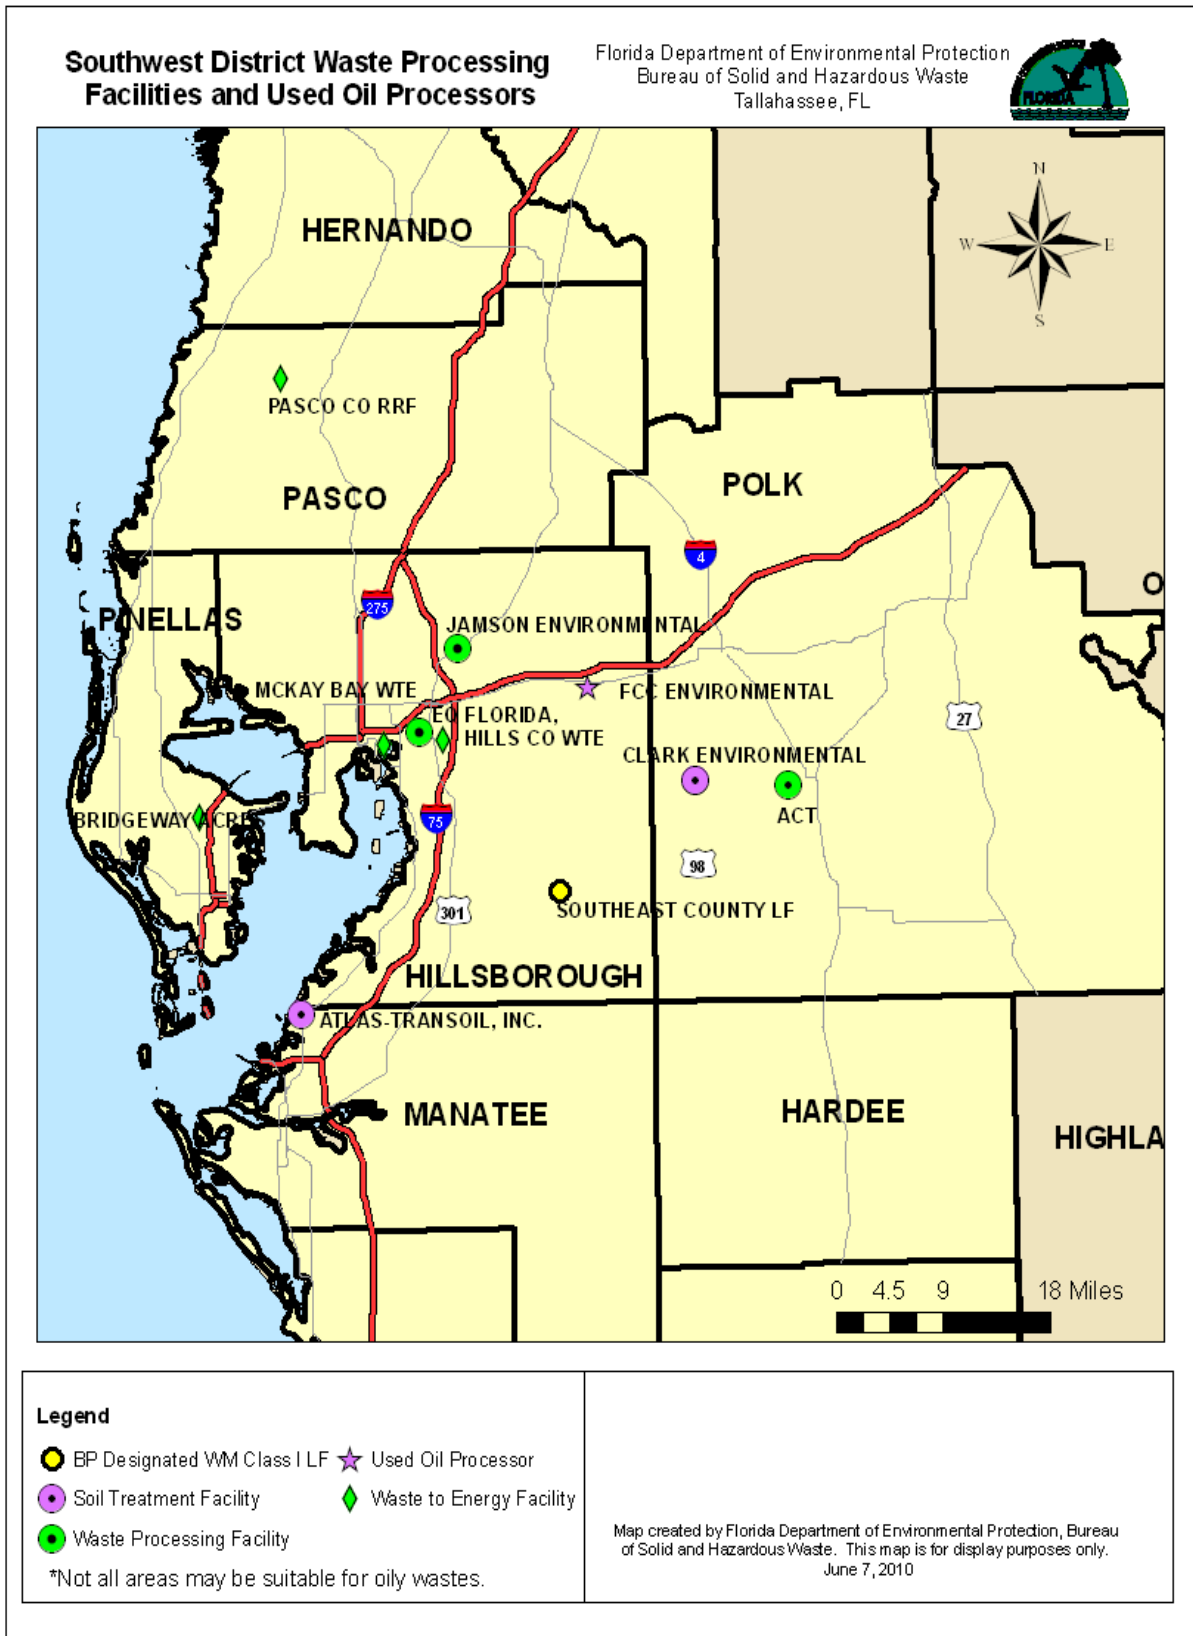 Southwest District Waste Processing
Facilities and Used Oil Processors
Florida Department of Environmental Protection
Bureau of Solid and Hazardous Waste
Tallahassee, FL
FLORIDA
HERNANDO
N
W E
S
PASCO CO RRF
PASCO
POLK
4
O
275
PINELLAS
JAMSON ENVIRONMENTAL
MCKAY BAY WTE
FCC ENVIRONMENTAL
EQ FLORIDA,
27
HILLS CO WTE
CLARK ENVIRONMENTAL
BRIDGEWAY ACRES
75
ACT
98
301
SOUTHEAST COUNTY LF
HILLSBOROUGH
ATLAS-TRANSOIL, INC.
MANATEE
HARDEE
HIGHLA
0 4.5 9 18 Miles
Legend
BP Designated WM Class I LF
Used Oil Processor
Soil Treatment Facility
Waste to Energy Facility
Waste Processing Facility
*Not all areas may be suitable for oily wastes.
Map created by Florida Department of Environmental Protection, Bureau
of Solid and Hazardous Waste. This map is for display purposes only.
June 7, 2010